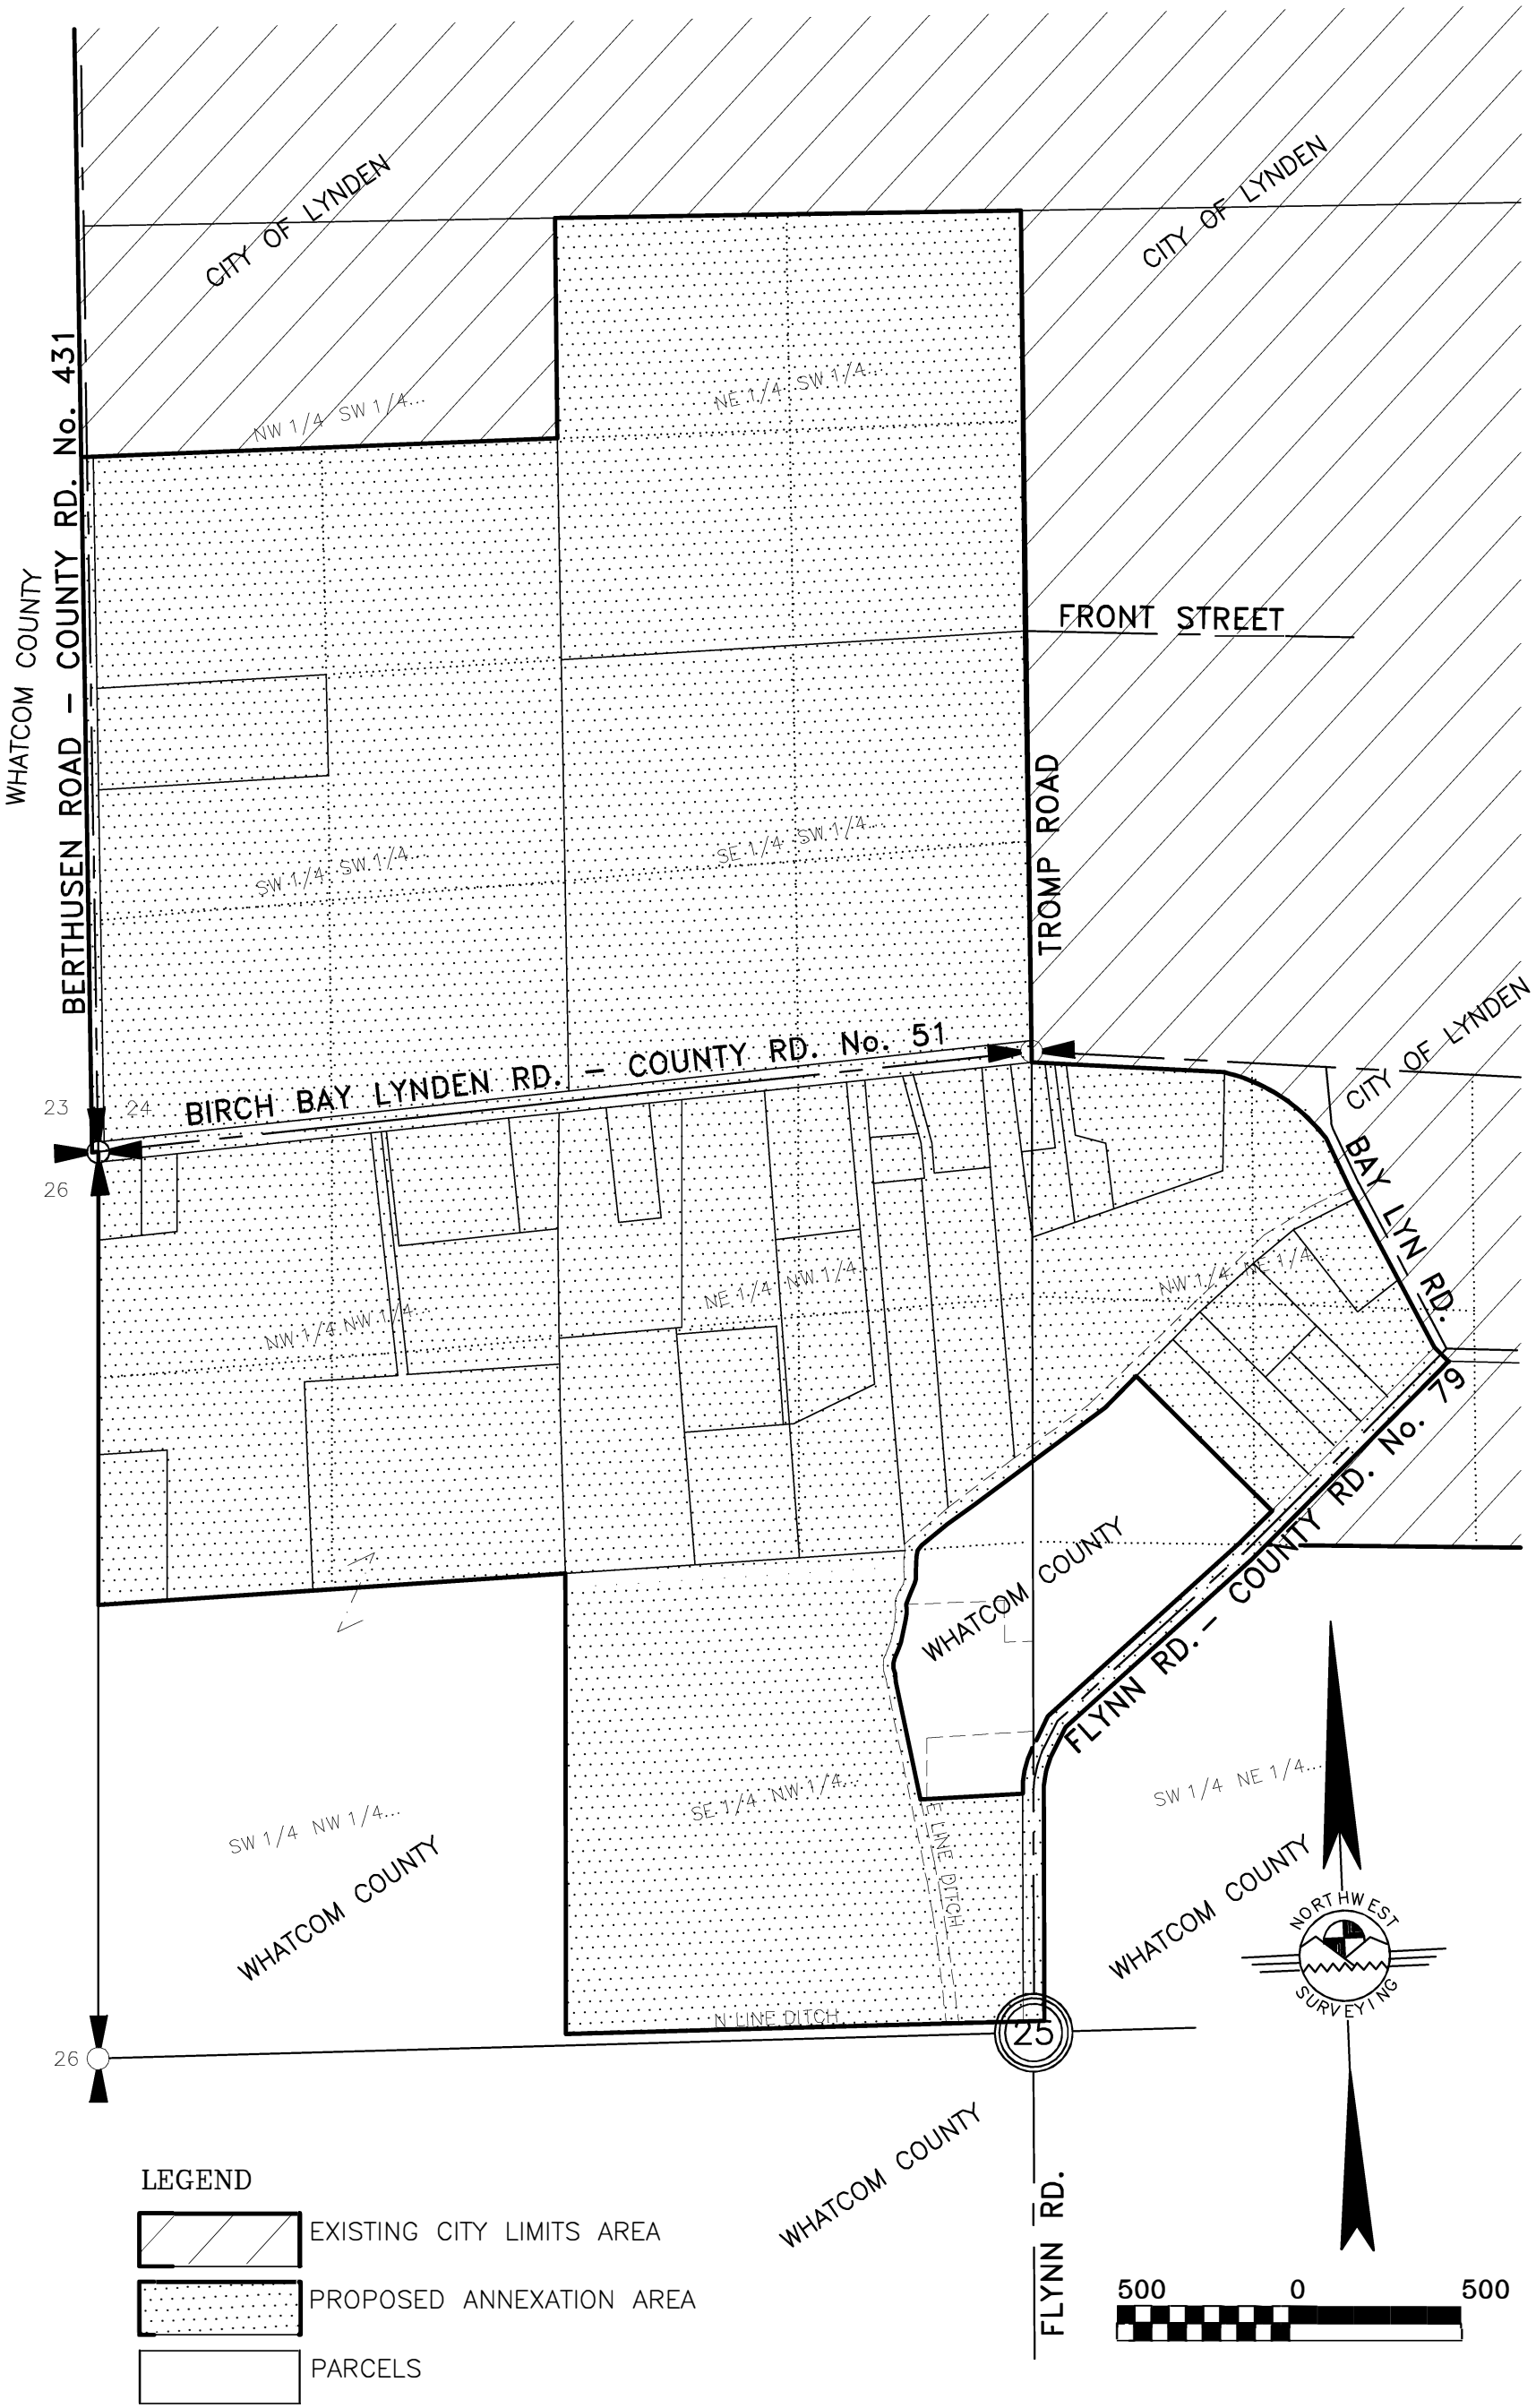 CITY OF LYNDEN
CITY OF LYNDEN
BERTHUSEN ROAD – COUNTY RD. No. 431
WHATCOM COUNTY
NW 1/4 SW 1/4...
NE 1/4 SW 1/4...
FRONT STREET
TROMP ROAD
SW 1/4 SW 1/4...
SE 1/4 SW 1/4...
CITY OF LYNDEN
BIRCH BAY LYNDEN RD. – COUNTY RD. No. 51
23
24
26
BAY LYN RD.
NW 1/4 NW 1/4...
NE 1/4 NW 1/4...
NW 1/4 NE 1/4...
FLYNN RD. – COUNTY RD. No. 79
WHATCOM COUNTY
SW 1/4 NW 1/4...
SE 1/4 NW 1/4...
SW 1/4 NE 1/4...
WHATCOM COUNTY
WHATCOM COUNTY
E LINE DITCH
N LINE DITCH
NORTHWEST
SURVEYING
25
26
WHATCOM COUNTY
FLYNN RD.
LEGEND
EXISTING CITY LIMITS AREA
PROPOSED ANNEXATION AREA
PARCELS
500 0 500